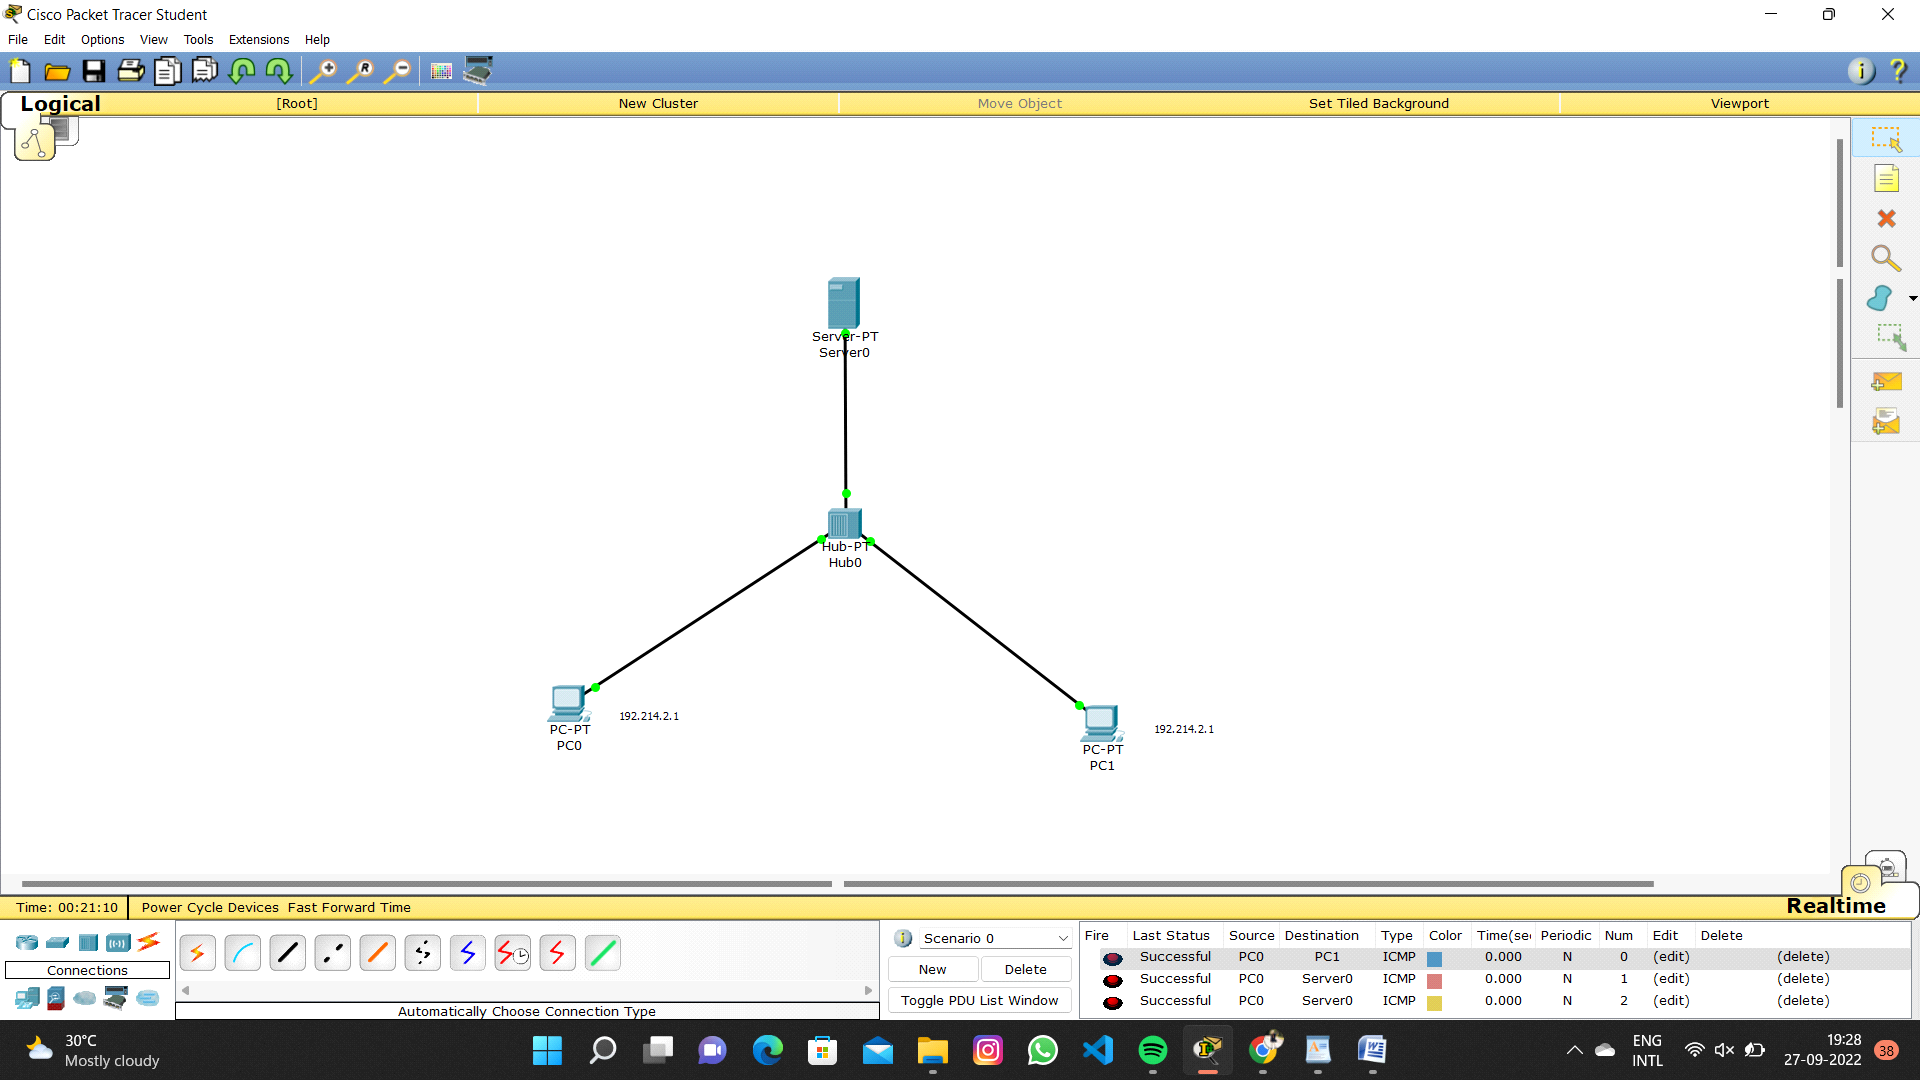 Cisco Packet Tracer Student
File Edit Options View Tools Extensions Help
Logical [Root] New Cluster Move Object Set Tiled Background Viewport
Server-PT
Server0
Hub-PT
Hub0
192.214.2.1
PC-PT
PC0
192.214.2.1
PC-PT
PC1
Time: 00:21:10 Power Cycle Devices Fast Forward Time Realtime
Connections
Automatically Choose Connection Type
Scenario 0
New Delete
Toggle PDU List Window
Fire Last Status Source Destination Type Color Time(sec Periodic Num Edit Delete
Successful PC0 PC1 ICMP 0.000 N 0 (edit) (delete)
Successful PC0 Server0 ICMP 0.000 N 1 (edit) (delete)
Successful PC0 Server0 ICMP 0.000 N 2 (edit) (delete)
30°C
Mostly cloudy
ENG
INTL
19:28
27-09-2022
38